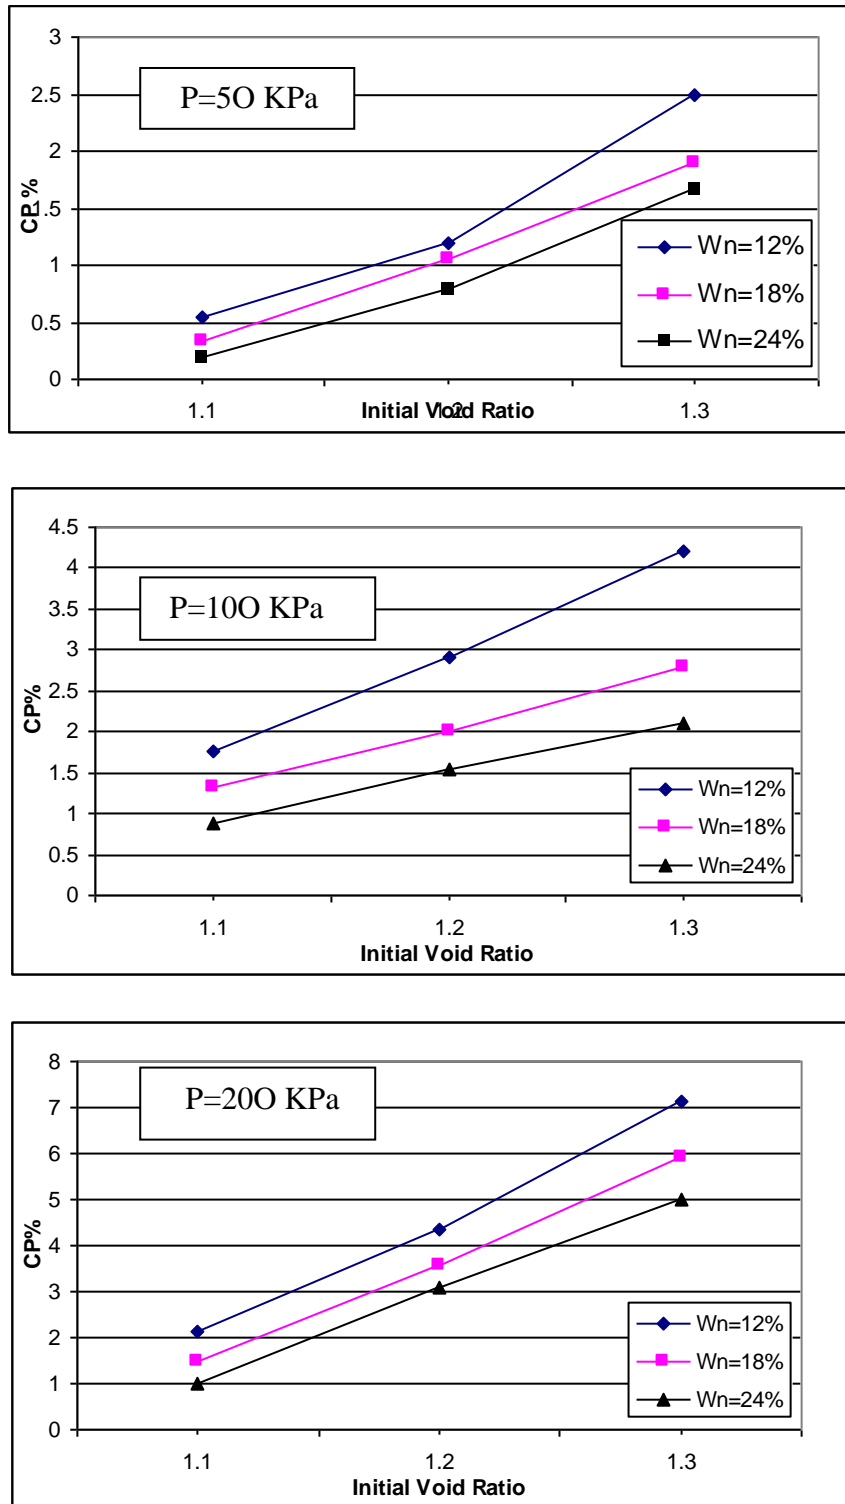 3
2.5
2
1.5
1
0.5
0
CP %
P=5O KPa
Wn=12%
Wn=18%
Wn=24%
1.1
1.2
1.3
Initial Void Ratio
4.5
4
3.5
3
2.5
2
1.5
1
0.5
0
CP%
P=10O KPa
Wn=12%
Wn=18%
Wn=24%
1.1
1.2
1.3
Initial Void Ratio
8
7
6
5
4
3
2
1
0
CP%
P=20O KPa
Wn=12%
Wn=18%
Wn=24%
1.1
1.2
1.3
Initial Void Ratio